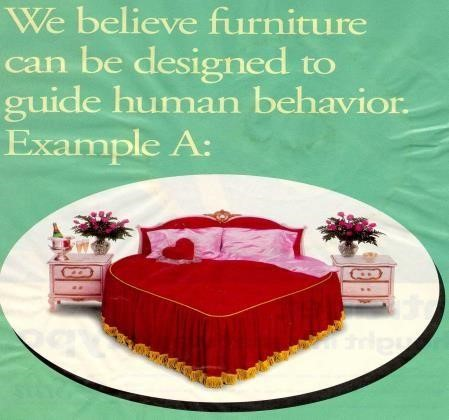 We believe furniture
can be designed to
guide human behavior.
Example A: